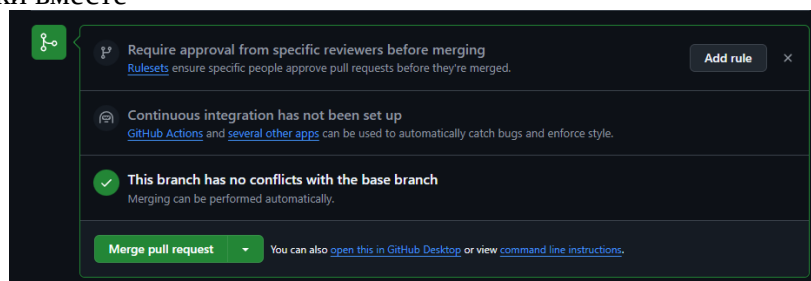 вместе
Require approval from specific reviewers before merging
Rulesets ensure specific people approve pull requests before they're merged.
Add rule
Continuous integration has not been set up
GitHub Actions and several other apps can be used to automatically catch bugs and enforce style.
This branch has no conflicts with the base branch
Merging can be performed automatically.
Merge pull request
You can also open this in GitHub Desktop or view command line instructions.